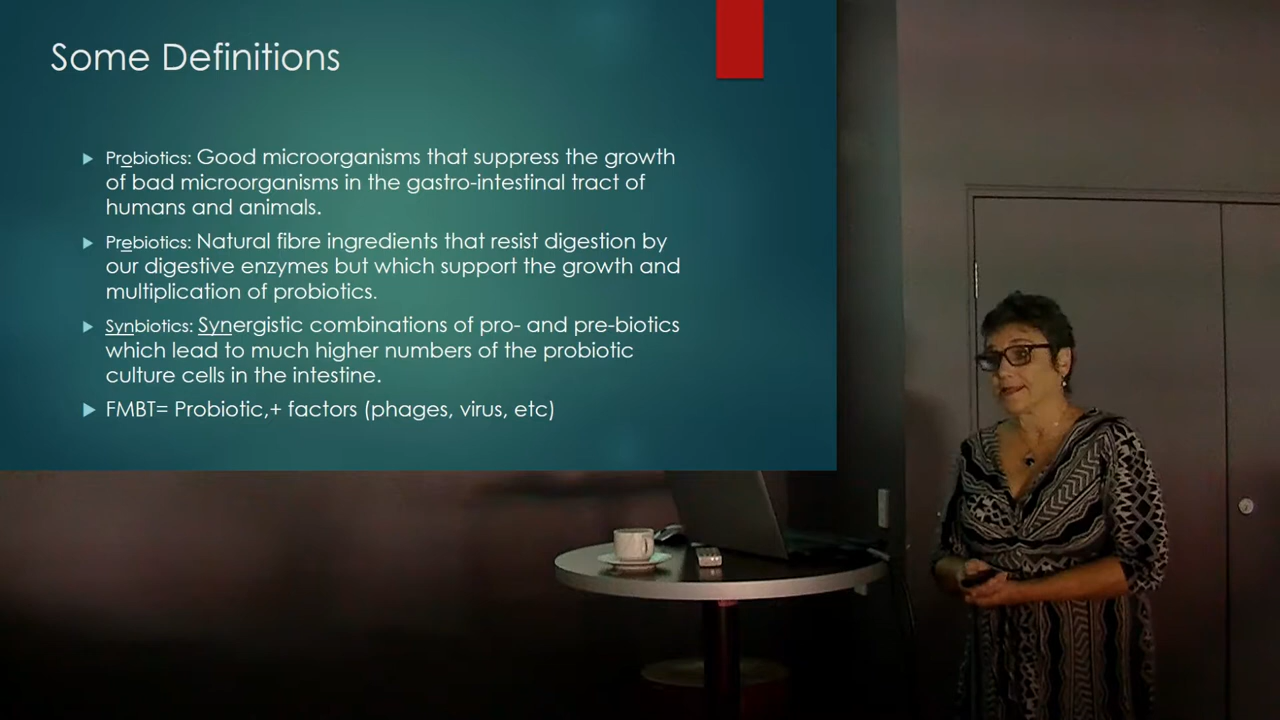 Some Definitions
Probiotics: Good microorganisms that suppress the growth
of bad microorganisms in the gastro-intestinal tract of
humans and animals.
Prebiotics: Natural fibre ingredients that resist digestion by
our digestive enzymes but which support the growth and
multiplication of probiotics.
Synbiotics: Synergistic combinations of pro- and pre-biotics
which lead to much higher numbers of the probiotic
culture cells in the intestine.
FMBT= Probiotic,+ factors (phages, virus, etc)